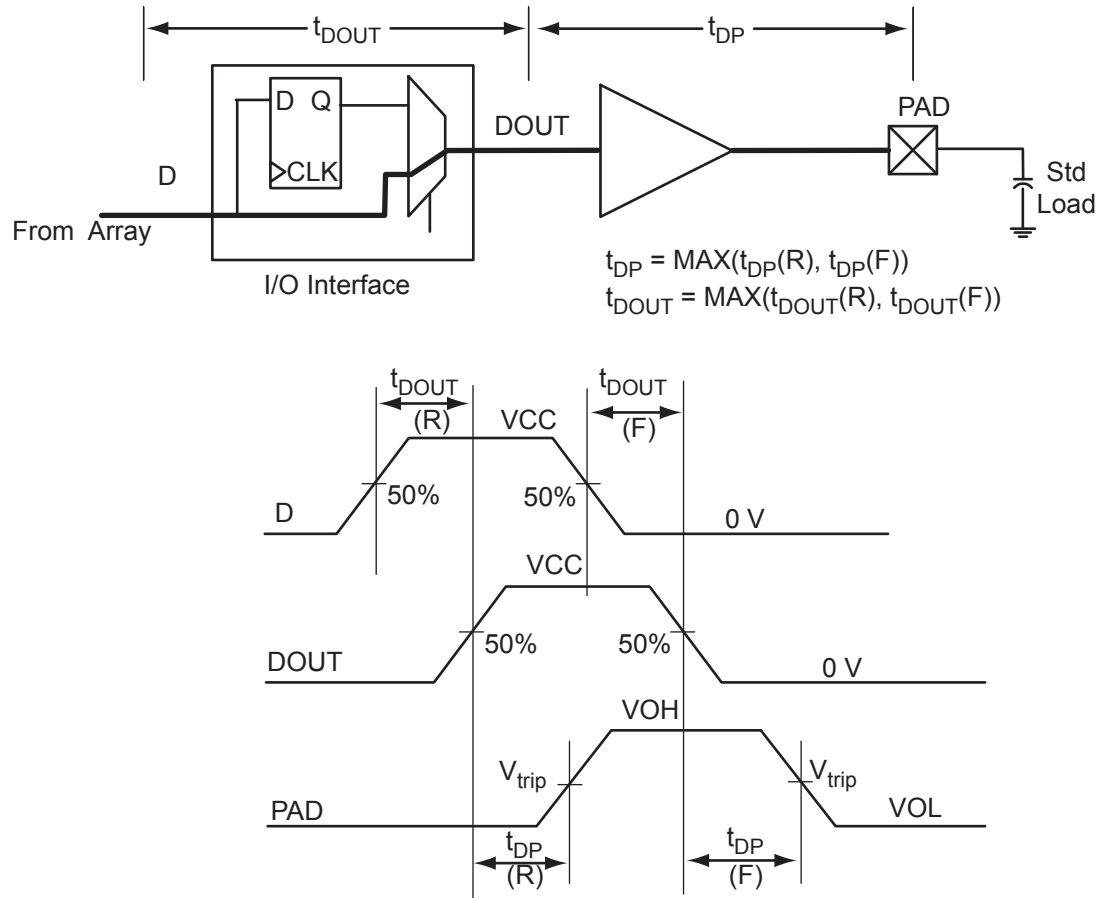 tDOUT
tDP
D Q
CLK
D
From Array
I/O Interface
DOUT
PAD
Std
Load
tDP = MAX(tDP(R), tDP(F))
tDOUT = MAX(tDOUT(R), tDOUT(F))
tDOUT
(R)
tDOUT
(F)
VCC
50%
50%
D
0 V
VCC
50%
50%
DOUT
0 V
VOH
Vtrip
Vtrip
PAD
VOL
tDP
(R)
tDP
(F)